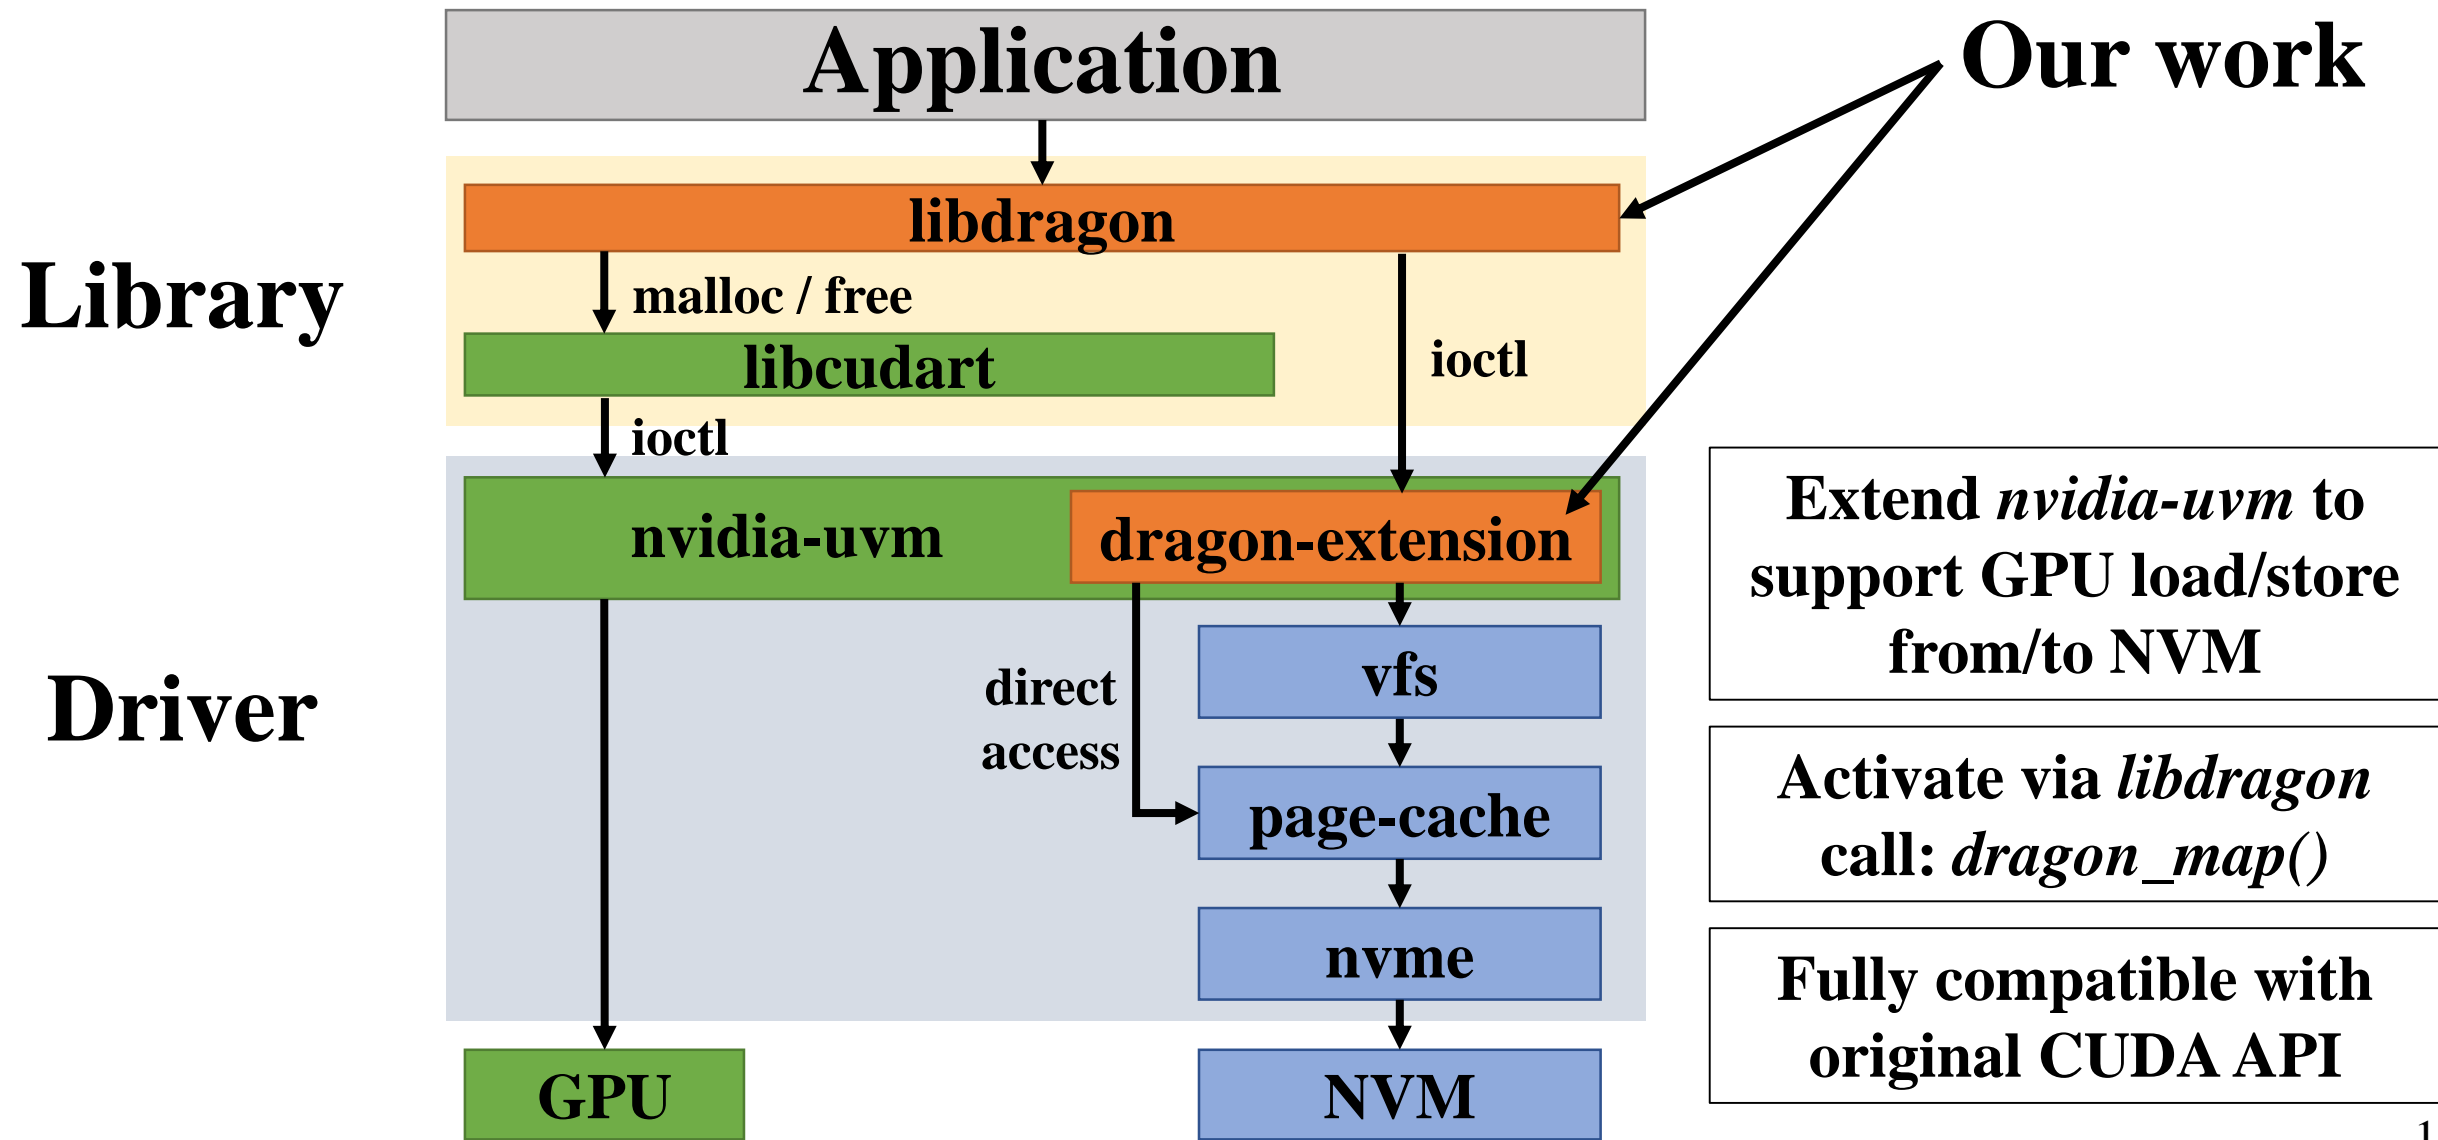 Application
Our work
libdragon
Library
malloc / free
libcudart
ioctl
ioctl
Driver
nvidia-uvm
dragon-extension
direct
access
vfs
page-cache
nvme
GPU
NVM
Extend nvidia-uvm to
support GPU load/store
from/to NVM
Activate via libdragon
call: dragon_map()
Fully compatible with
original CUDA API